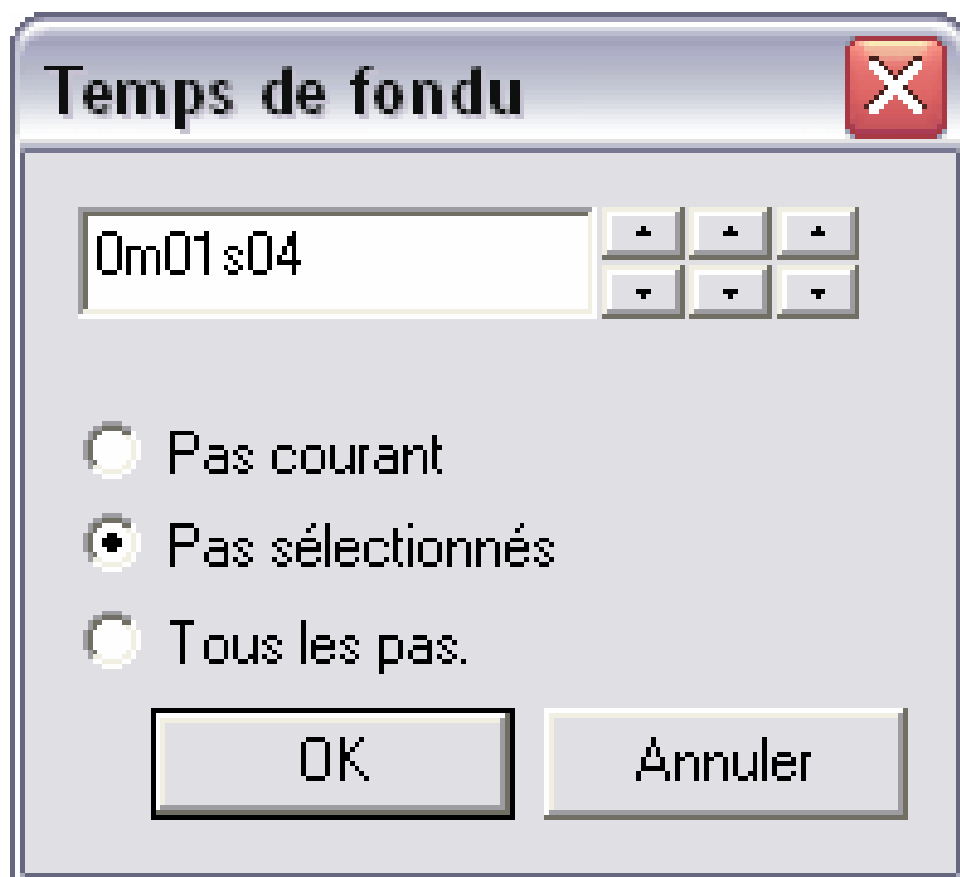 Temps de fondu
0m01s04
Pas courant
Pas sélectionnés
Tous les pas.
OK
Annuler